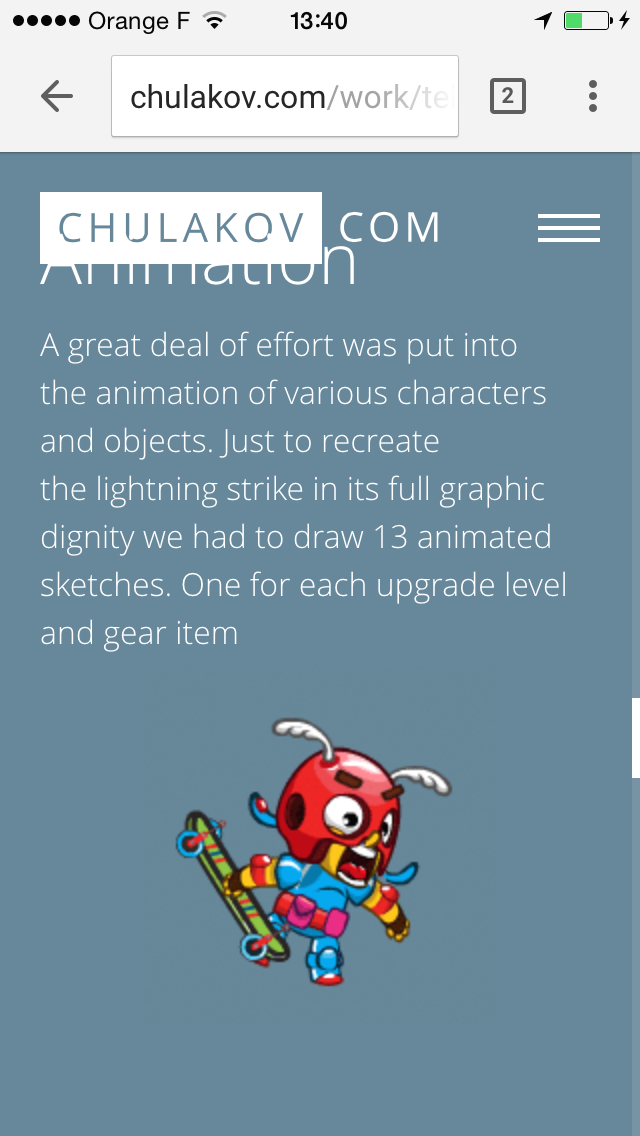 Orange F 13:40
chulakov.com/work/te
2
CHULAKOV COM
Animation
A great deal of effort was put into
the animation of various characters
and objects. Just to recreate
the lightning strike in its full graphic
dignity we had to draw 13 animated
sketches. One for each upgrade level
and gear item